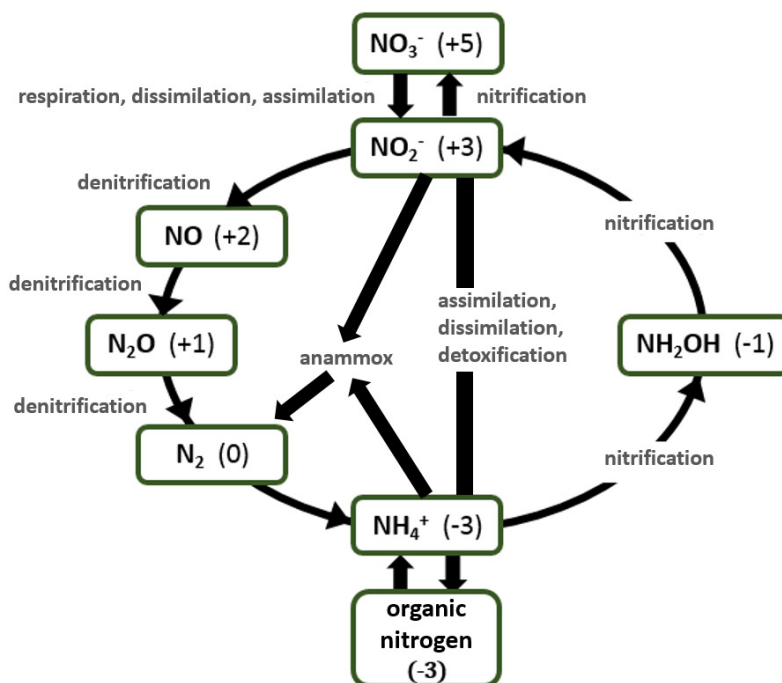 NO₃⁻ (+5)
respiration, dissimilation, assimilation
nitrification
NO₂⁻ (+3)
denitrification
NO (+2)
nitrification
denitrification
assimilation,
dissimilation,
detoxification
N₂O (+1)
anammox
NH₂OH (-1)
denitrification
N₂ (0)
nitrification
NH₄⁺ (-3)
organic
nitrogen
(-3)